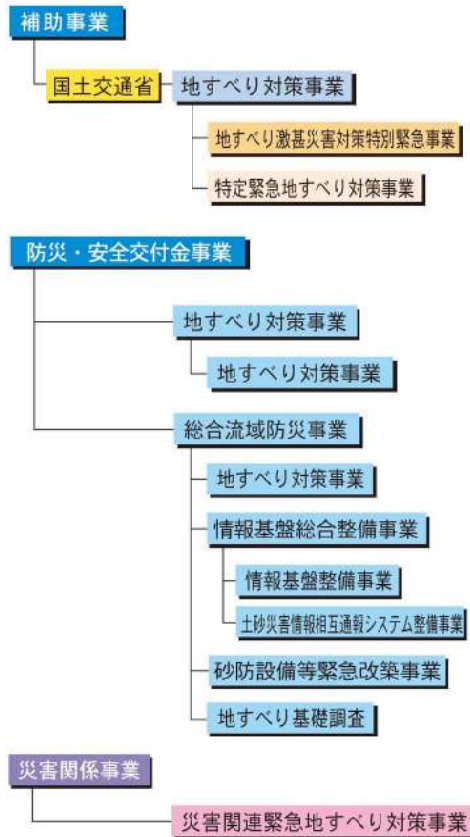 補助事業
国土交通省 地すべり対策事業
地すべり激甚災害対策特別緊急事業
特定緊急地すべり対策事業
防災・安全交付金事業
地すべり対策事業
地すべり対策事業
総合流域防災事業
地すべり対策事業
情報基盤総合整備事業
情報基盤整備事業
土砂災害情報相互通報システム整備事業
砂防設備等緊急改築事業
地すべり基礎調査
災害関係事業
災害関連緊急地すべり対策事業